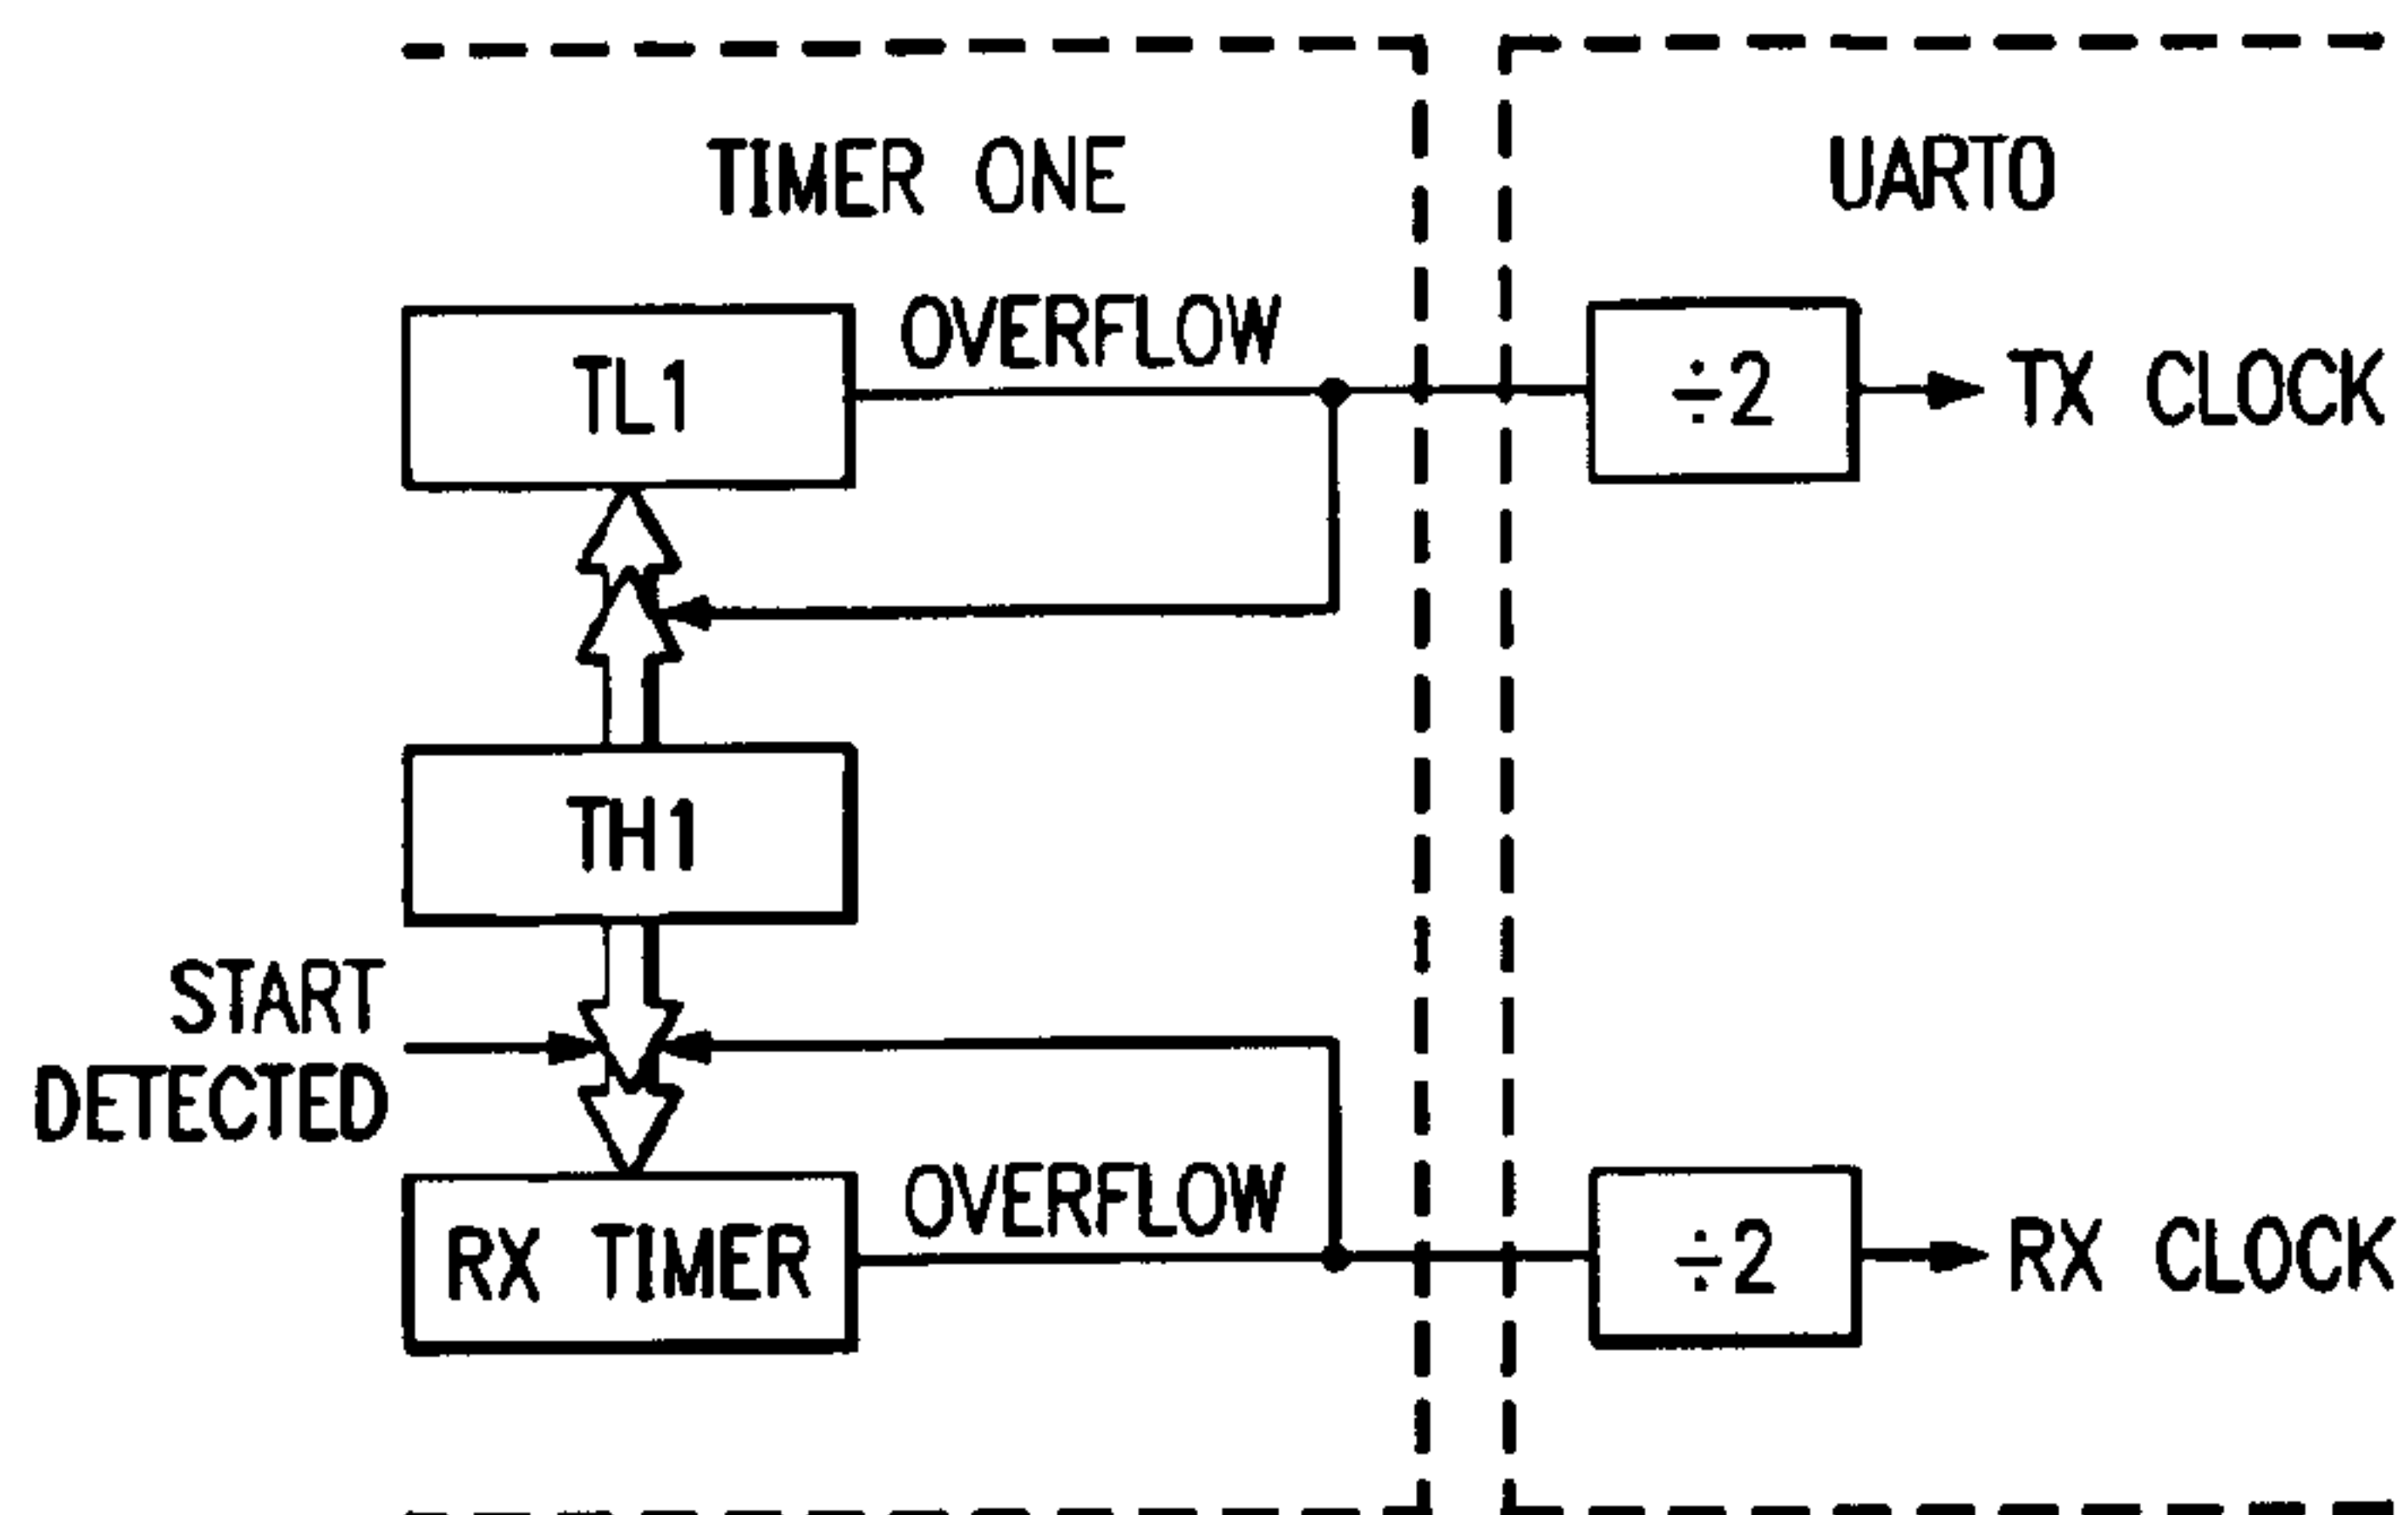 TIMER ONE
UART0
TL1
OVERFLOW
÷2
TX CLOCK
TH1
START
DETECTED
RX TIMER
OVERFLOW
÷2
RX CLOCK